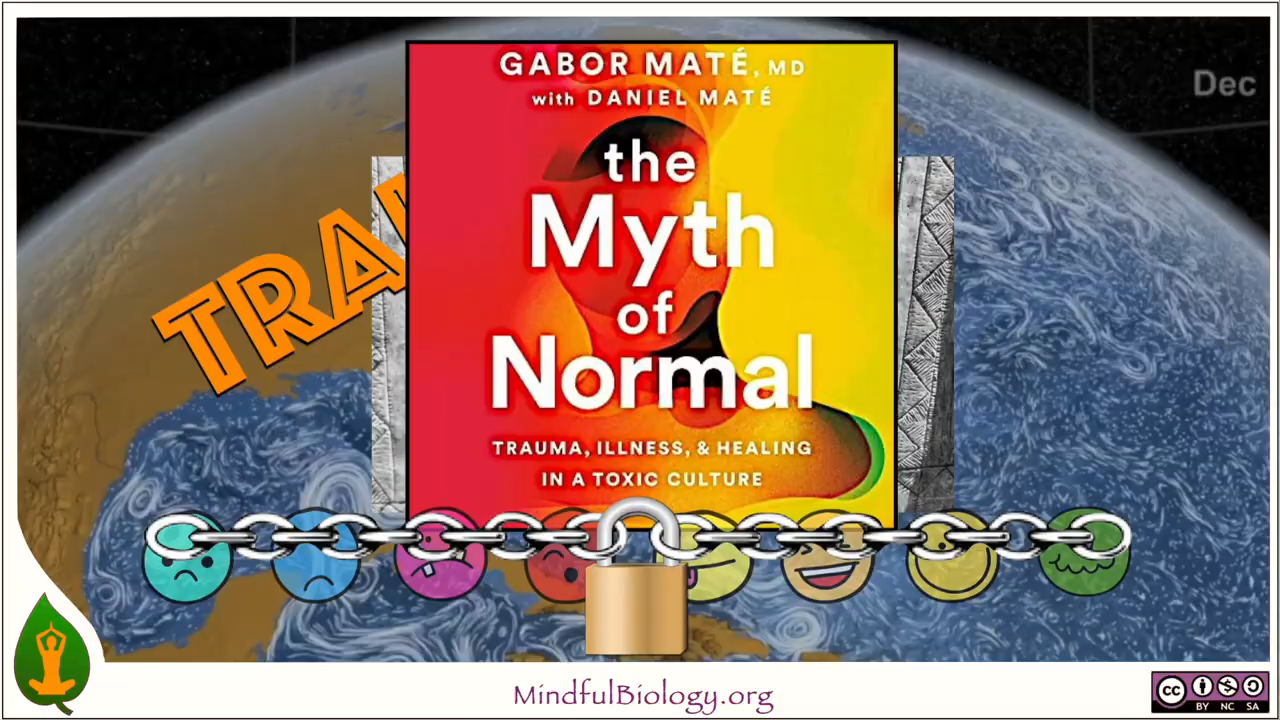 GABOR MATÉ, MD
with DANIEL MATÉ
the
Myth
of
Normal
TRAUMA, ILLNESS, & HEALING
IN A TOXIC CULTURE
Dec
MindfulBiology.org
cc
BY NC SA